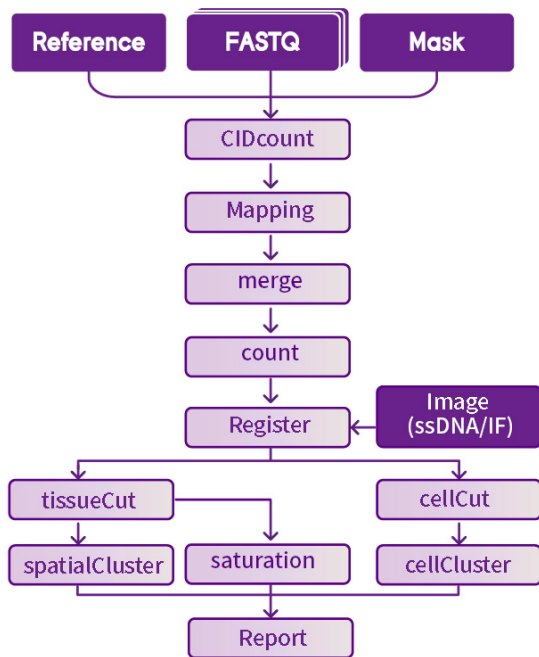 Reference
FASTQ
Mask
CIDcount
Mapping
merge
count
Register
Image
(ssDNA/IF)
tissueCut
cellCut
spatialCluster
saturation
cellCluster
Report